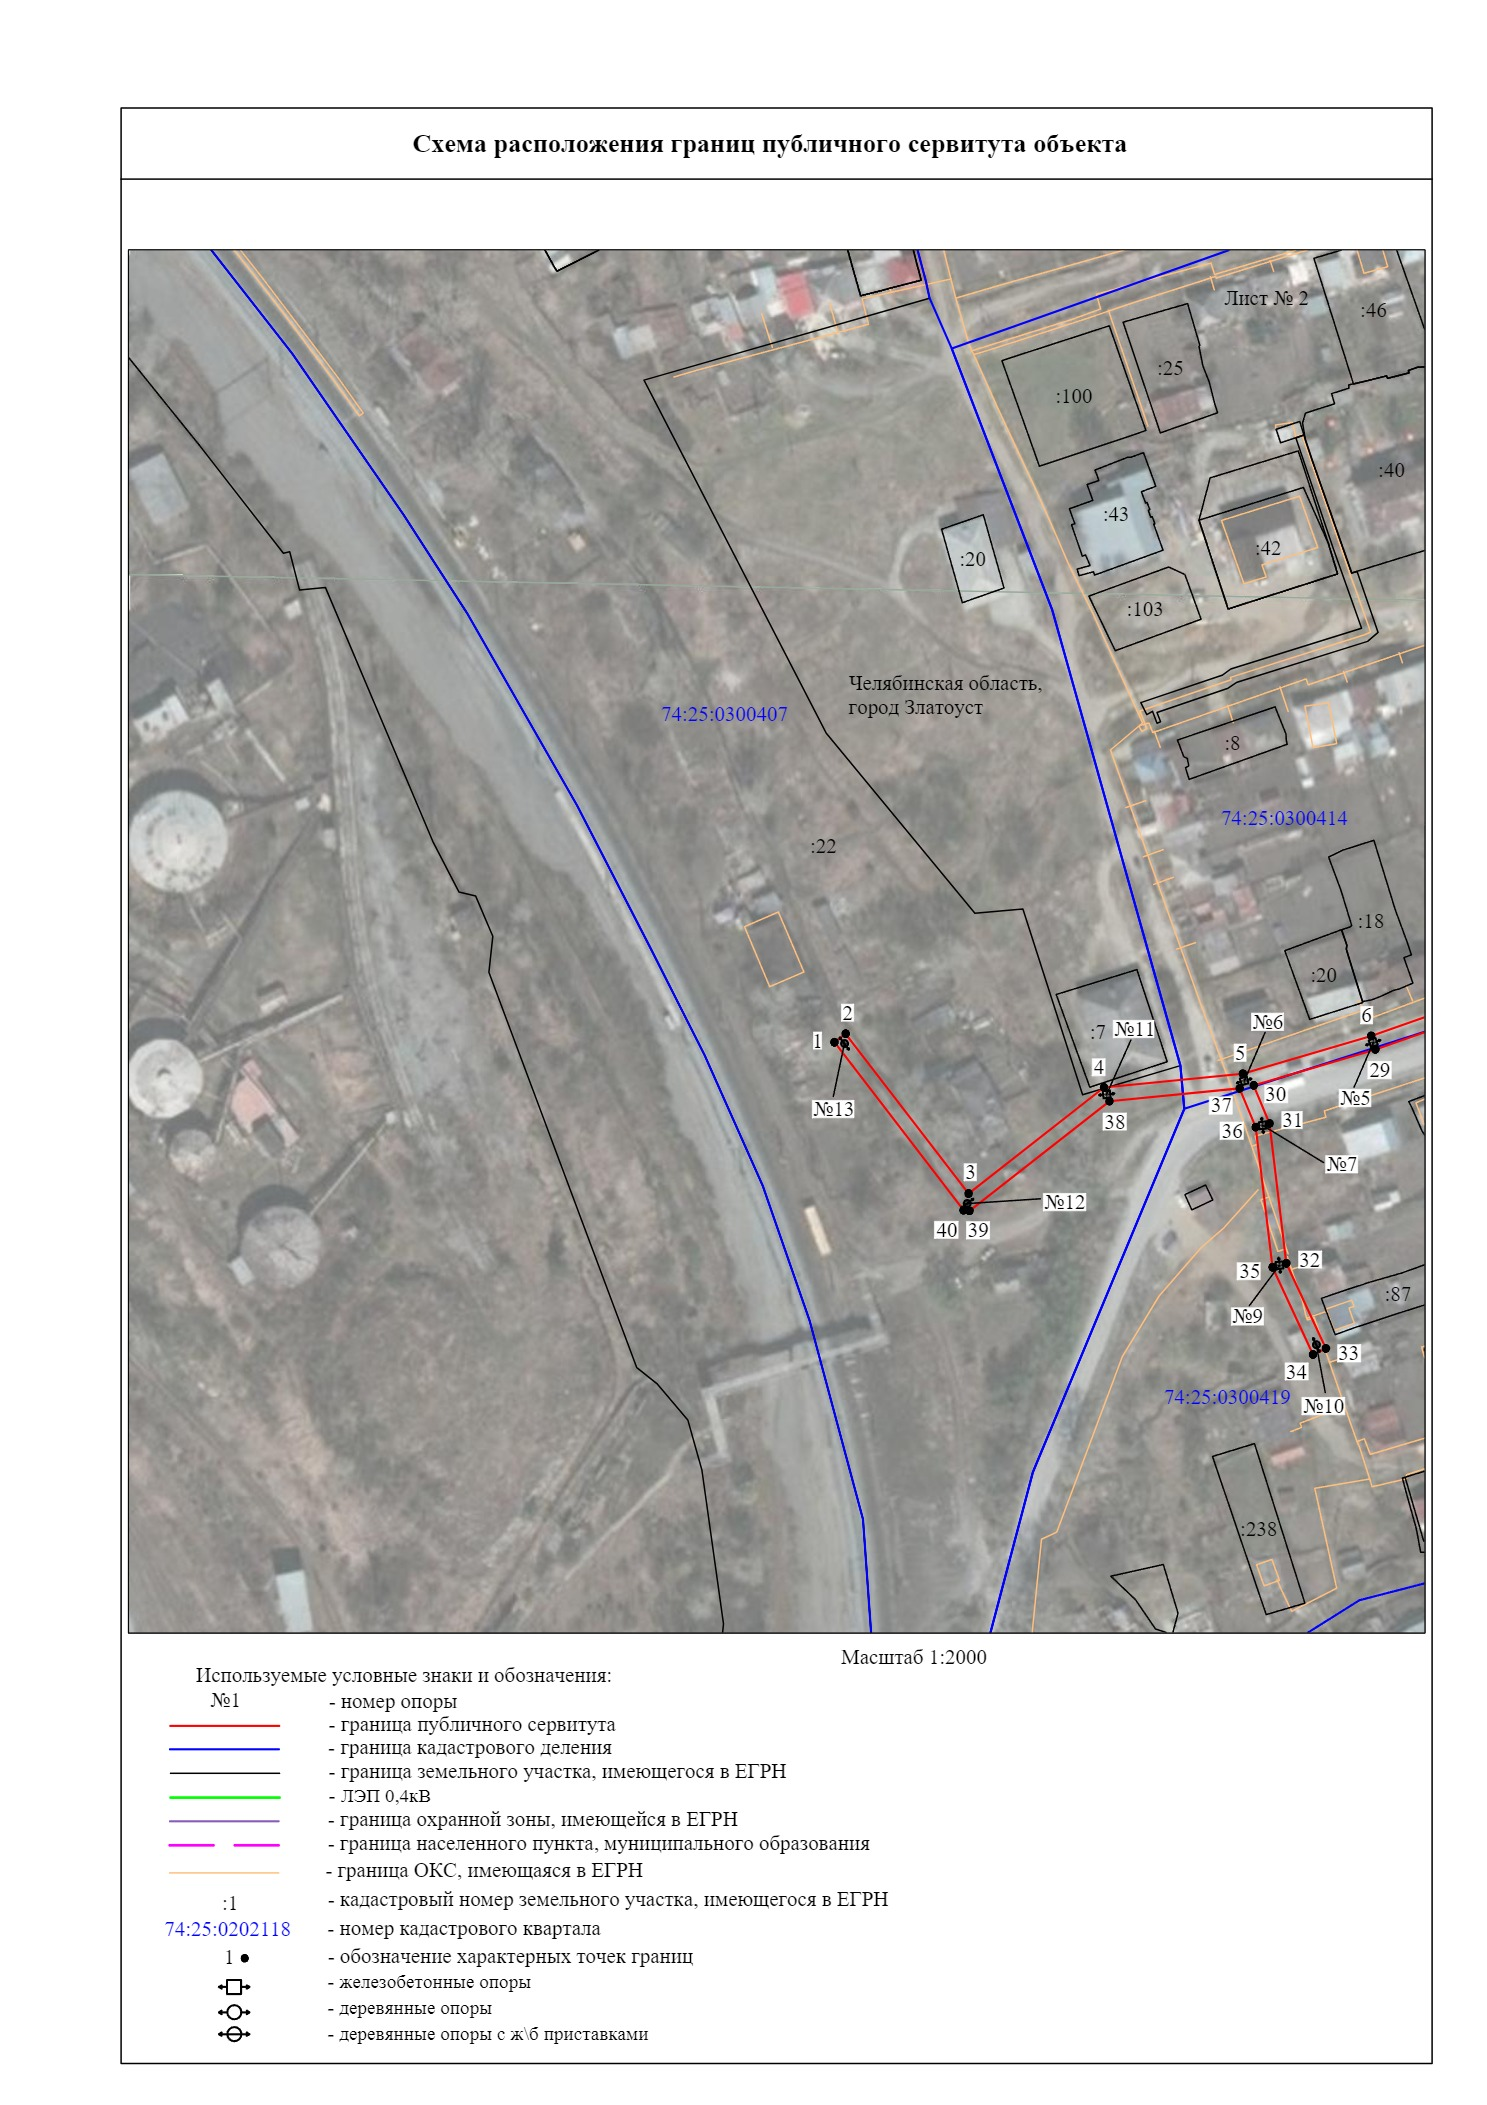 Схема расположения границ публичного сервитута объекта
Лист № 2
:46
:25
:100
:40
:43
:42
:20
:103
Челябинская область,
город Златоуст
74:25:0300407
:8
74:25:0300414
:22
:18
:20
2
1
№13
:7
№11
№6
6
5
4
29
№5
30
37
38
31
36
№7
3
№12
40
39
32
35
:87
№9
33
34
74:25:0300419
№10
:238
Масштаб 1:2000
Используемые условные знаки и обозначения:
№1 - номер опоры
- граница публичного сервитута
- граница кадастрового деления
- граница земельного участка, имеющегося в ЕГРН
- ЛЭП 0,4кВ
- граница охранной зоны, имеющейся в ЕГРН
- граница населенного пункта, муниципального образования
- граница ОКС, имеющаяся в ЕГРН
:1 - кадастровый номер земельного участка, имеющегося в ЕГРН
74:25:0202118 - номер кадастрового квартала
1 - обозначение характерных точек границ
- железобетонные опоры
- деревянные опоры
- деревянные опоры с ж\б приставками